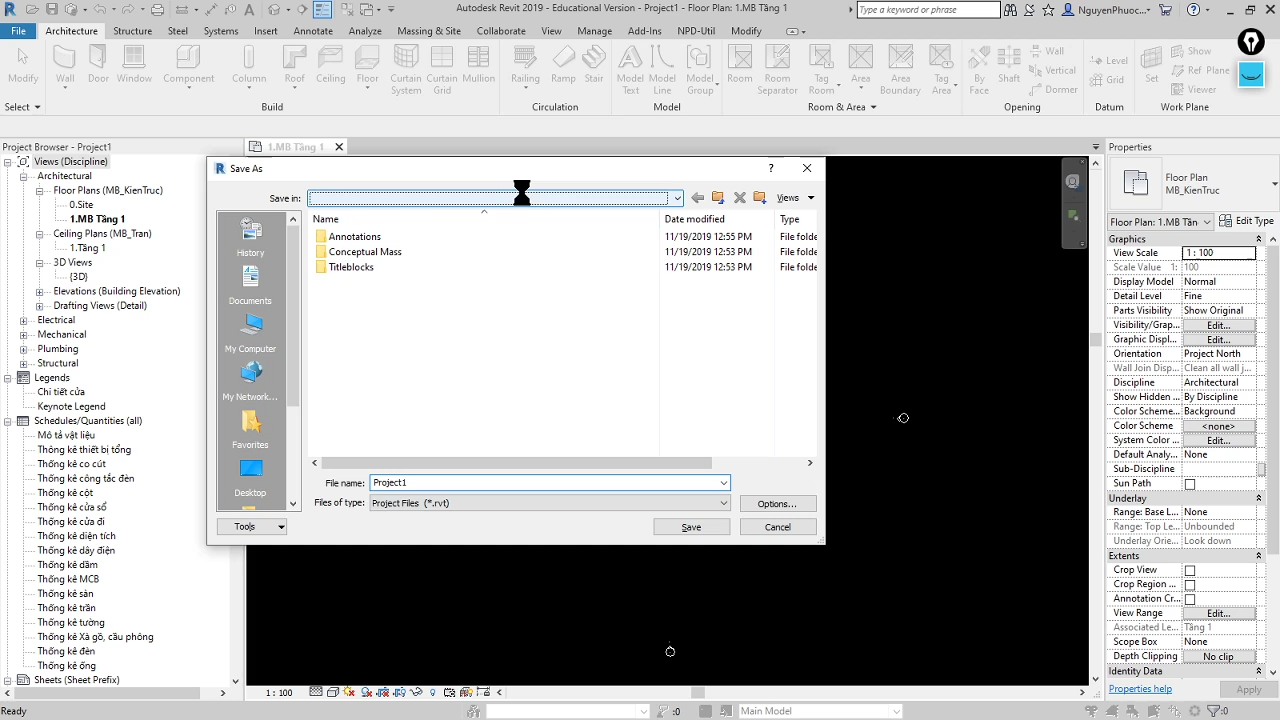 Autodesk Revit 2019 - Educational Version - Project1 - Floor Plan: 1.MB Tầng 1
Type a keyword or phrase
NguyenPhuoc...
File Architecture Structure Steel Systems Insert Annotate Analyze Massing & Site Collaborate View Manage Add-Ins NPD-Util Modify
Modify Wall Door Window Component Column Roof Ceiling Floor Curtain System Curtain Grid Mullion Railing Ramp Stair Model Text Model Line Model Group Room Room Separator Tag Room Area Area Boundary Tag Area By Face Shaft Wall Vertical Dormer Level Grid Set Show Ref Plane Viewer
Select Build Circulation Model Room & Area Opening Datum Work Plane
Project Browser - Project1
Views (Discipline)
Architectural
Floor Plans (MB_KienTruc)
0.Site
1.MB Tầng 1
Ceiling Plans (MB_Tran)
1.Tầng 1
3D Views
{3D}
Elevations (Building Elevation)
Drafting Views (Detail)
Electrical
Mechanical
Plumbing
Structural
Legends
Chi tiết cửa
Keynote Legend
Schedules/Quantities (all)
Mô tả vật liệu
Thống kê thiết bị tổng
Thống kê co cút
Thống kê công tắc đèn
Thống kê cột
Thống kê cửa sổ
Thống kê cửa đi
Thống kê diện tích
Thống kê dây điện
Thống kê dầm
Thống kê MCB
Thống kê sản
Thống kê trần
Thống kê tường
Thống kê Xà gồ, cầu phông
Thống kê đèn
Thống kê ống
Sheets (Sheet Prefix)
1.MB Tầng 1
Save As
?
Save in:
Views
History
Documents
My Computer
My Network...
Favorites
Desktop
Name Date modified Type
Annotations 11/19/2019 12:55 PM File folde
Conceptual Mass 11/19/2019 12:53 PM File folde
Titleblocks 11/19/2019 12:53 PM File folde
File name: Project1
Files of type: Project Files (*.rvt)
Options...
Tools Save Cancel
Properties
Floor Plan
MB_KienTruc
Floor Plan: 1.MB Tần Edit Type
Graphics
View Scale 1 : 100
Scale Value 1: 100
Display Model Normal
Detail Level Fine
Parts Visibility Show Original
Visibility/Grap... Edit...
Graphic Displ... Edit...
Orientation Project North
Wall Join Displ... Clean all wall j...
Discipline Architectural
Show Hidden ... By Discipline
Color Scheme... Background
Color Scheme <none>
System Color ... Edit...
Default Analy... None
Sub-Discipline
Sun Path
Underlay
Range: Base L... None
Range: Top Le... Unbounded
Underlay Orie... Look down
Extents
Crop View
Crop Region ...
Annotation Cr...
View Range Edit...
Associated Le... Tầng 1
Scope Box None
Depth Clipping No clip
Identity Data
Properties help Apply
1 : 100
Ready
:0
Main Model
:0